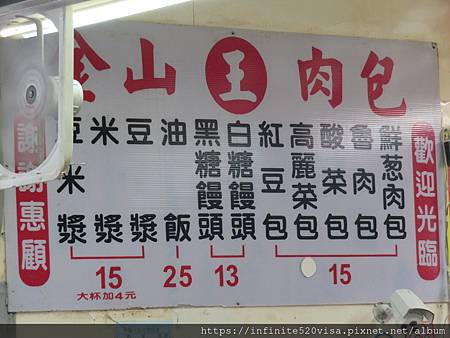 金山王肉包
歡迎光臨
鮮葱肉包
魯肉包
酸菜包
高麗菜包
紅豆包
白糖饅頭
黑糖饅頭
油飯
豆漿
米漿
豆米漿
謝謝惠顧
15
25
13
15
大杯加4元
https://infinite520visa.pixnet.net/album